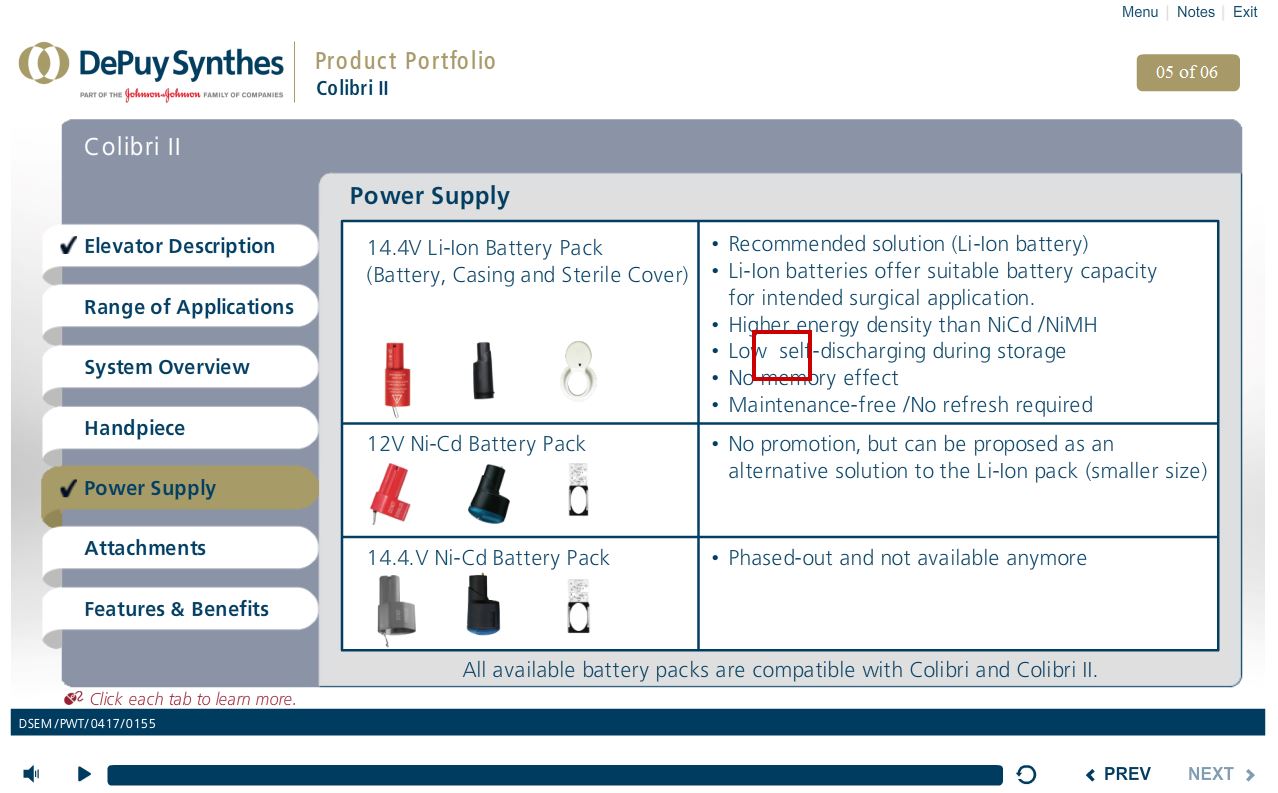 Menu | Notes | Exit
DePuy Synthes
PART OF THE Johnson & Johnson FAMILY OF COMPANIES
Product Portfolio
Colibri II
05 of 06
Colibri II
Elevator Description
Range of Applications
System Overview
Handpiece
Power Supply
Attachments
Features & Benefits
Power Supply
14.4V Li-Ion Battery Pack
(Battery, Casing and Sterile Cover)
• Recommended solution (Li-Ion battery)
• Li-Ion batteries offer suitable battery capacity
for intended surgical application.
• Higher energy density than NiCd /NiMH
• Low self-discharging during storage
• No memory effect
• Maintenance-free /No refresh required
12V Ni-Cd Battery Pack
• No promotion, but can be proposed as an
alternative solution to the Li-Ion pack (smaller size)
14.4.V Ni-Cd Battery Pack
• Phased-out and not available anymore
All available battery packs are compatible with Colibri and Colibri II.
Click each tab to learn more.
DSEM/PWT/0417/0155
PREV
NEXT